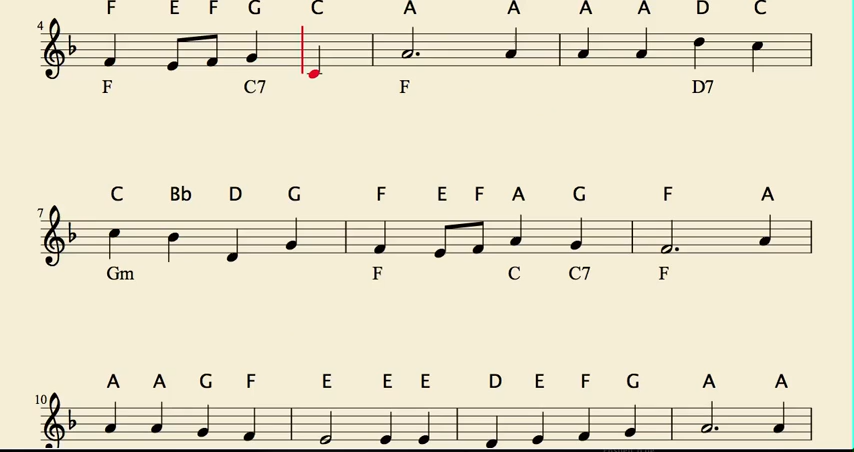 F E F G C A A A A D C
4
F C7 F D7
C Bb D G F E F A G F A
7
Gm F C C7 F
A A G F E E E D E F G A A
10